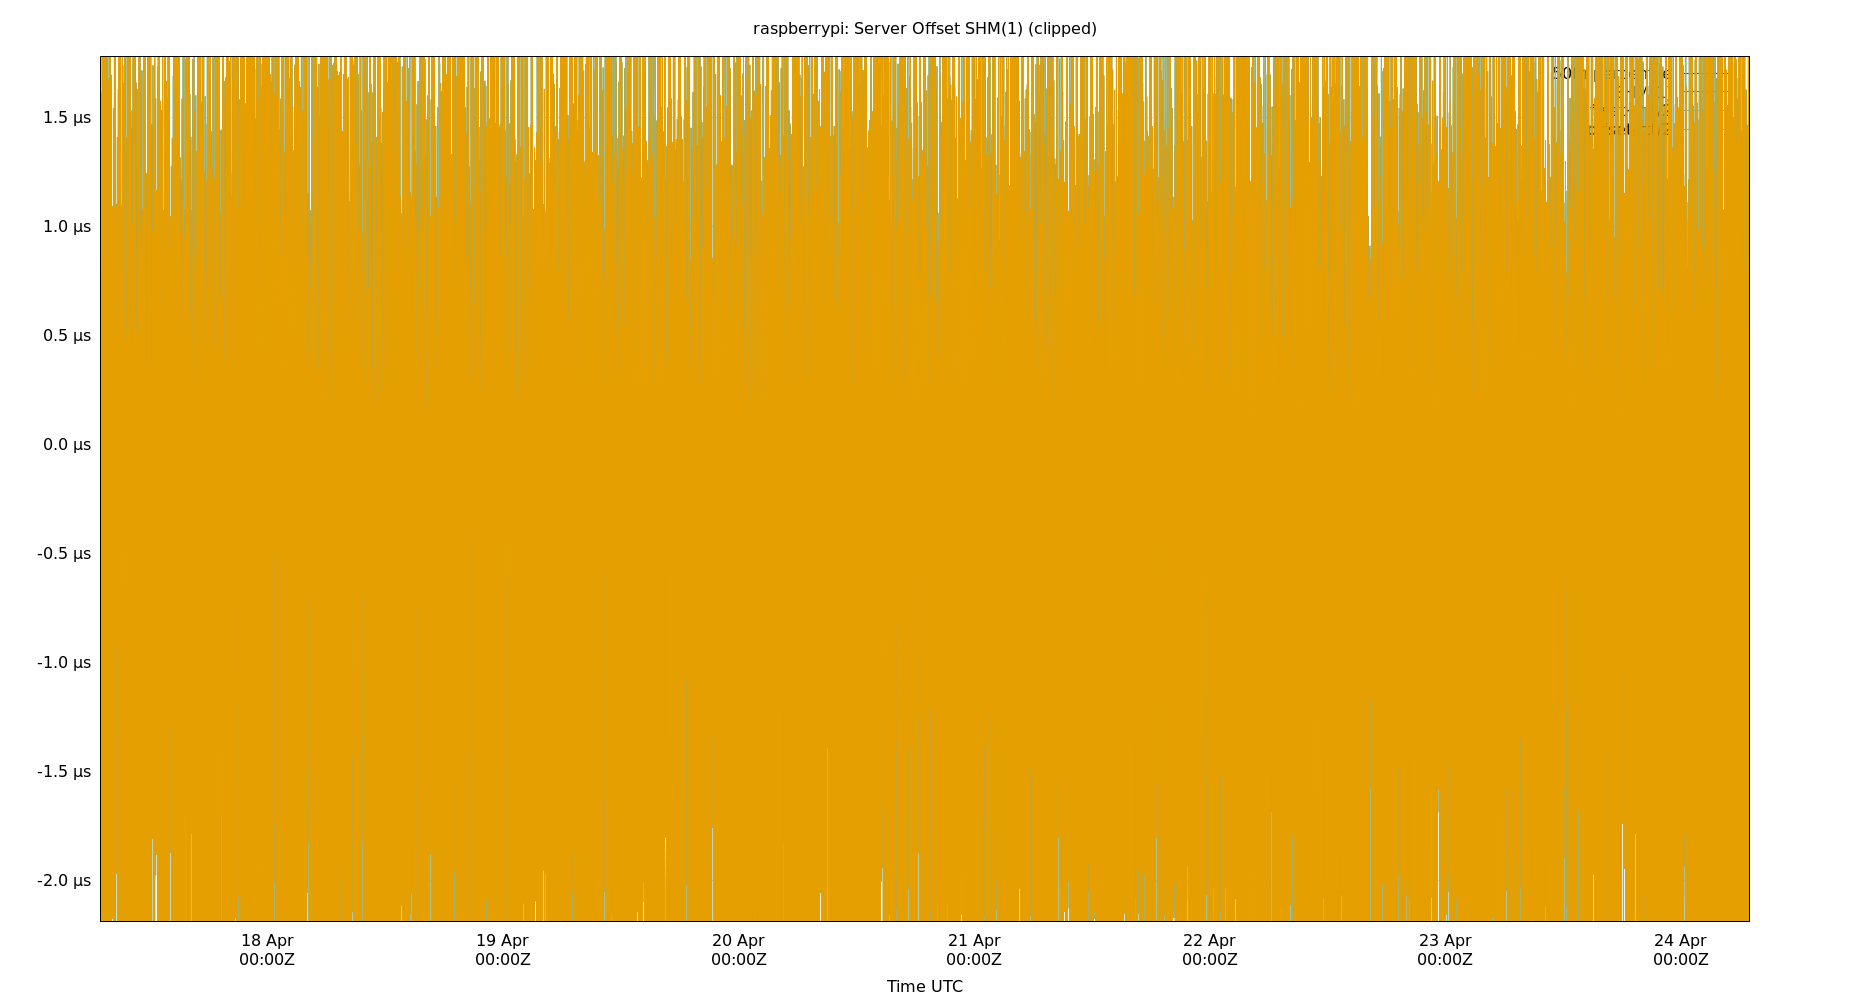 raspberrypi: Server Offset SHM(1) (clipped)
1.5 µs
1.0 µs
0.5 µs
0.0 µs
-0.5 µs
-1.0 µs
-1.5 µs
-2.0 µs
18 Apr 19 Apr 20 Apr 21 Apr 22 Apr 23 Apr 24 Apr
00:00Z 00:00Z 00:00Z 00:00Z 00:00Z 00:00Z 00:00Z
Time UTC